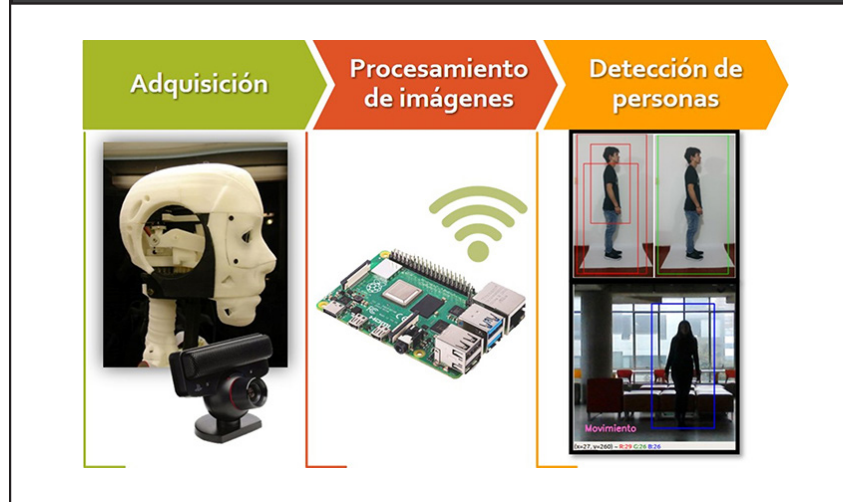 Adquisición
Procesamiento
de imágenes
Detección de
personas
Movimiento
(x=27, y=260) ~ R:29 G:26 B:26